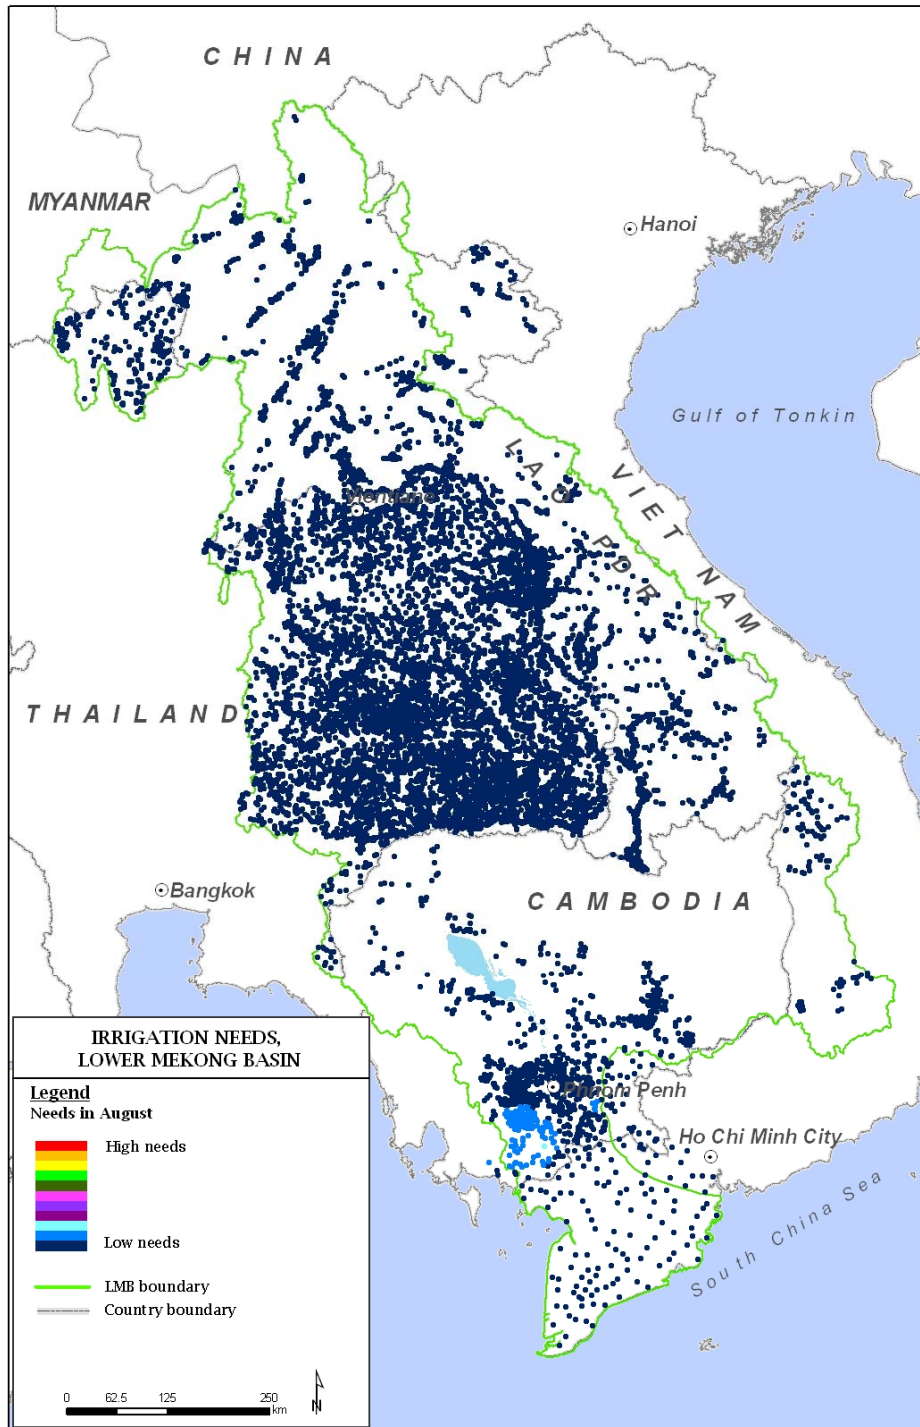 CHINA
MYANMAR
Hanoi
Gulf of Tonkin
LAO PDR
VIET NAM
Vientiane
THAILAND
Bangkok
CAMBODIA
Phnom Penh
Ho Chi Minh City
South China Sea
IRRIGATION NEEDS,
LOWER MEKONG BASIN
Legend
Needs in August
High needs
Low needs
LMB boundary
Country boundary
0 62.5 125 250
km
N